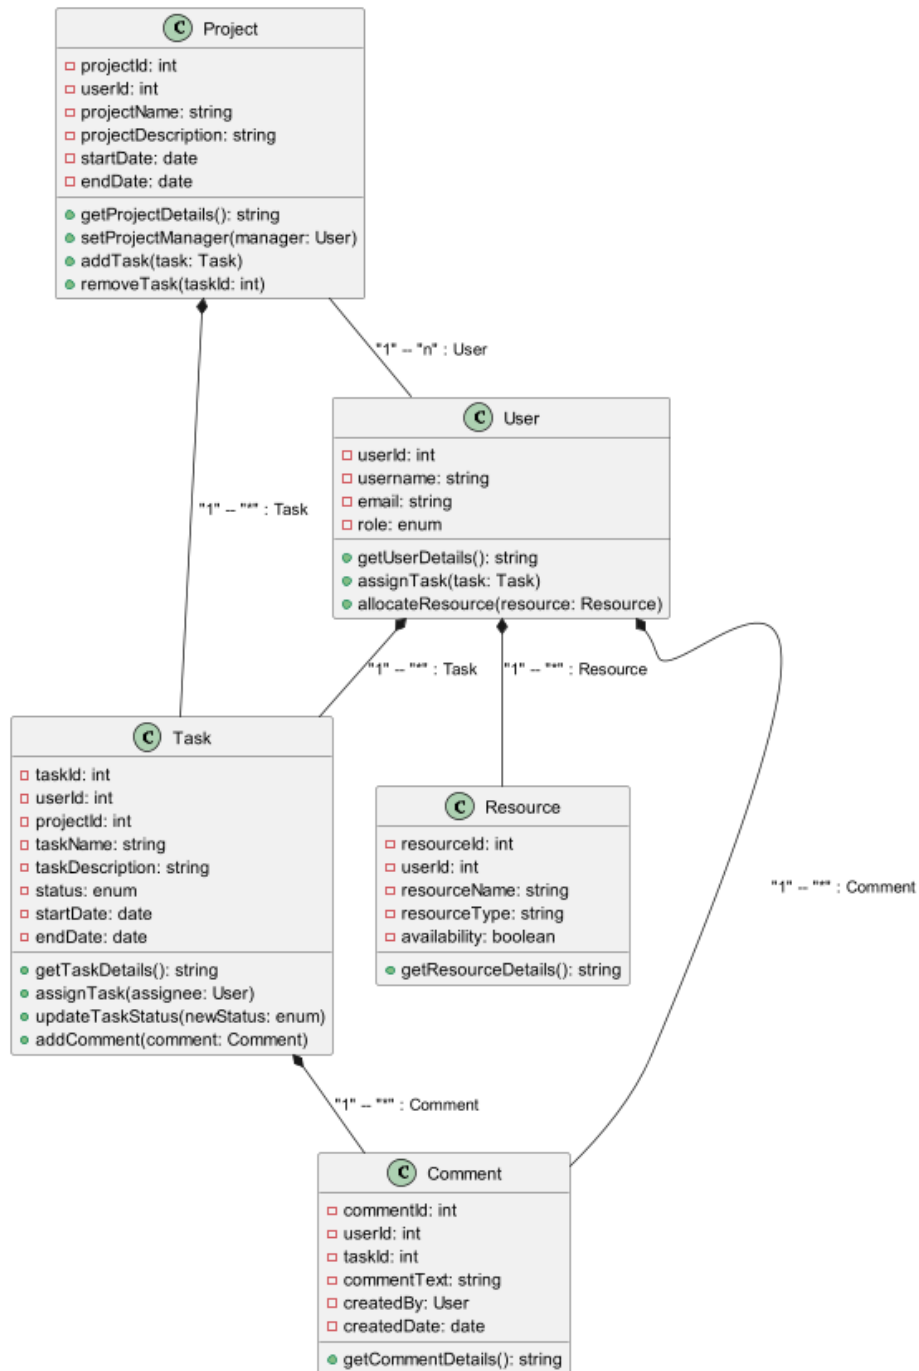 C Project
projectId: int
userId: int
projectName: string
projectDescription: string
startDate: date
endDate: date
getProjectDetails(): string
setProjectManager(manager: User)
addTask(task: Task)
removeTask(taskId: int)
"1" -- "n" : User
C User
userId: int
username: string
email: string
role: enum
getUserDetails(): string
assignTask(task: Task)
allocateResource(resource: Resource)
"1" -- "*" : Task
"1" -- "*" : Task
"1" -- "*" : Resource
C Task
taskId: int
userId: int
projectId: int
taskName: string
taskDescription: string
status: enum
startDate: date
endDate: date
getTaskDetails(): string
assignTask(assignee: User)
updateTaskStatus(newStatus: enum)
addComment(comment: Comment)
C Resource
resourceId: int
userId: int
resourceName: string
resourceType: string
availability: boolean
getResourceDetails(): string
"1" -- "*" : Comment
"1" -- "*" : Comment
C Comment
commentId: int
userId: int
taskId: int
commentText: string
createdBy: User
createdDate: date
getCommentDetails(): string